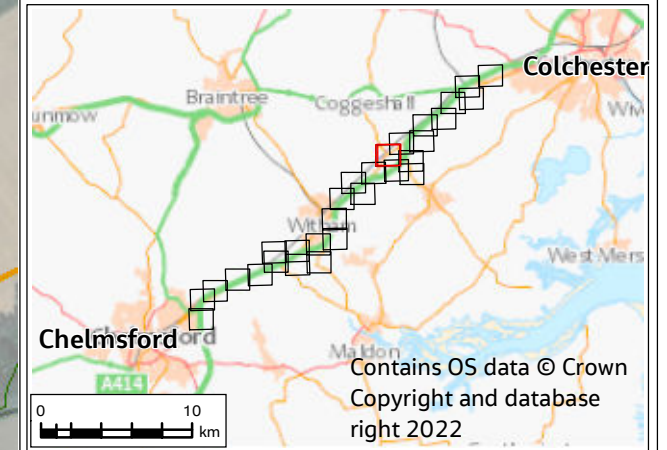 Colchester
Braintree
Coggeshall
unmow
Wiv
Witham
West Mers
Chelmsford
Maldon
A414
Contains OS data © Crown
Copyright and database
right 2022
0 10
km